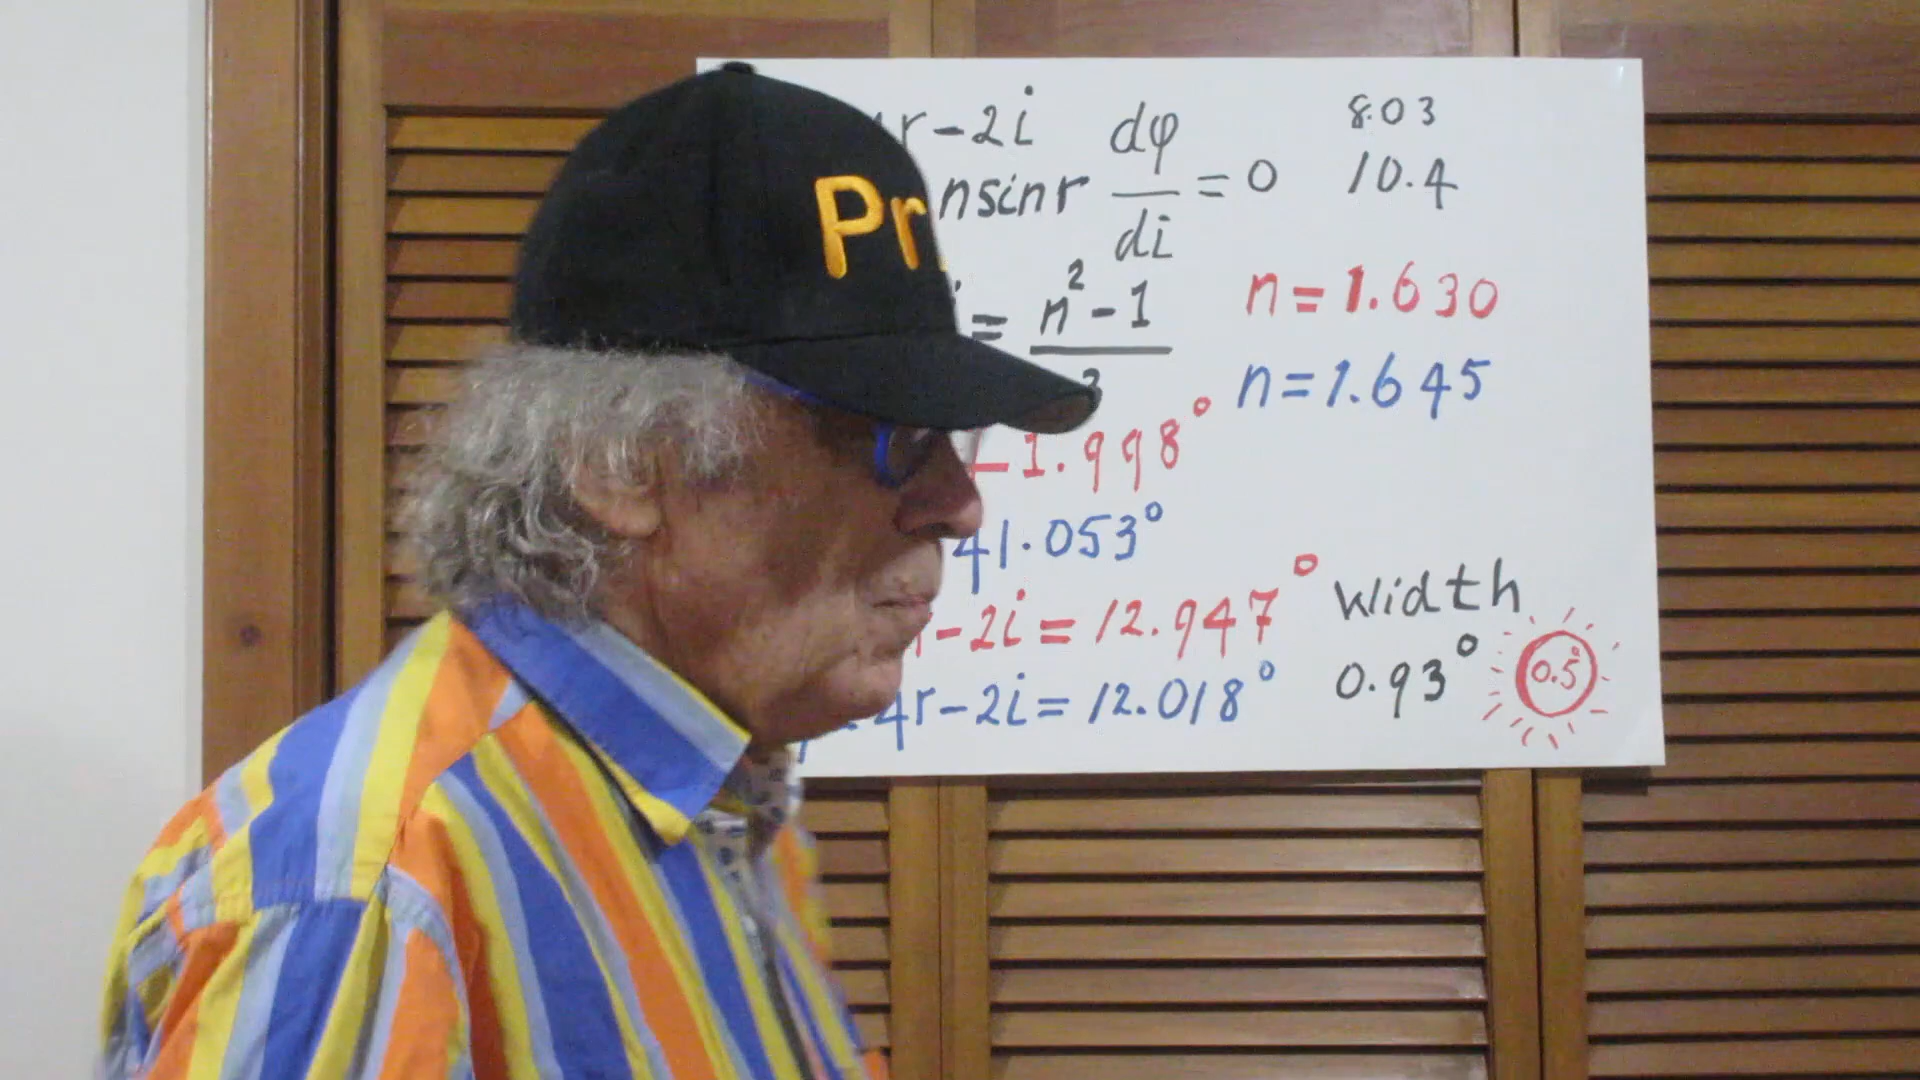 Pr
r-2i dφ/di = 0
nsinr
8.03
10.4
= n²-1
n=1.630
n=1.645
-1.998°
41.053°
-2i=12.947°
4r-2i=12.018°
Width
0.93°
0.5°